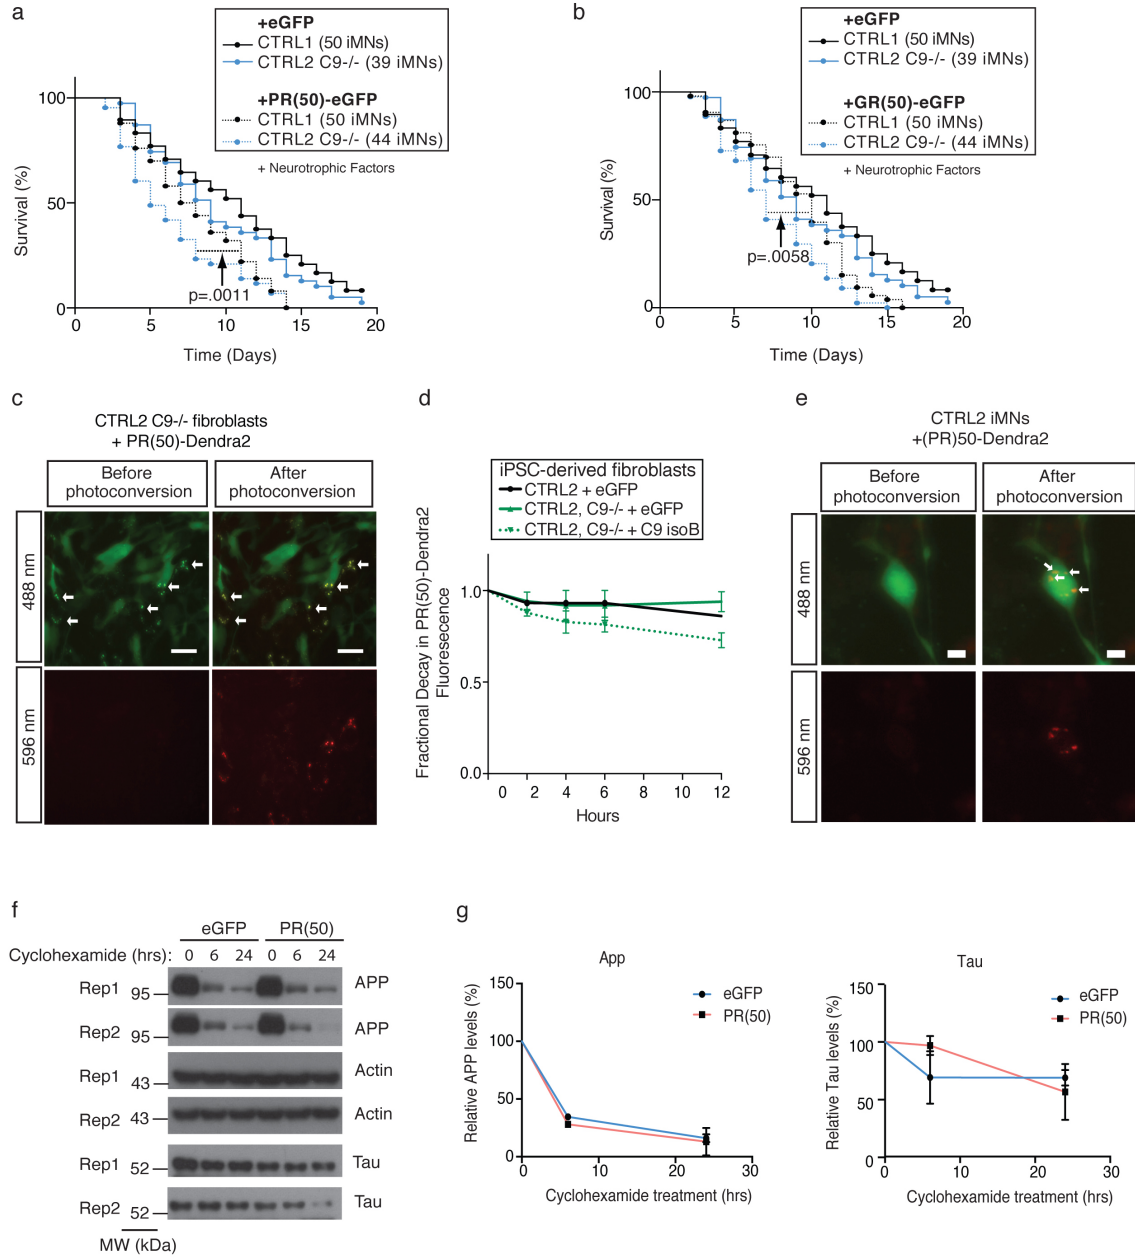 a
+eGFP
CTRL1 (50 iMNs)
CTRL2 C9-/- (39 iMNs)
+PR(50)-eGFP
CTRL1 (50 iMNs)
CTRL2 C9-/- (44 iMNs)
+ Neurotrophic Factors
Survival (%)
100
50
0
p=.0011
0 5 10 15 20
Time (Days)
b
+eGFP
CTRL1 (50 iMNs)
CTRL2 C9-/- (39 iMNs)
+GR(50)-eGFP
CTRL1 (50 iMNs)
CTRL2 C9-/- (44 iMNs)
+ Neurotrophic Factors
Survival (%)
100
50
0
p=.0058
0 5 10 15 20
Time (Days)
c
CTRL2 C9-/- fibroblasts
+ PR(50)-Dendra2
Before photoconversion
After photoconversion
488 nm
596 nm
d
iPSC-derived fibroblasts
CTRL2 + eGFP
CTRL2, C9-/- + eGFP
CTRL2, C9-/- + C9 isoB
Fractional Decay in PR(50)-Dendra2
Fluoresecence
1.0
0.5
0.0
0 2 4 6 8 10 12
Hours
e
CTRL2 iMNs
+(PR)50-Dendra2
Before photoconversion
After photoconversion
488 nm
596 nm
f
eGFP PR(50)
Cyclohexamide (hrs): 0 6 24 0 6 24
Rep1 95 APP
Rep2 95 APP
Rep1 43 Actin
Rep2 43 Actin
Rep1 52 Tau
Rep2 52 Tau
MW (kDa)
g
App
eGFP
PR(50)
Relative APP levels (%)
150
100
50
0
0 10 20 30
Cyclohexamide treatment (hrs)
Tau
eGFP
PR(50)
Relative Tau levels (%)
150
100
50
0
0 10 20 30
Cyclohexamide treatment (hrs)